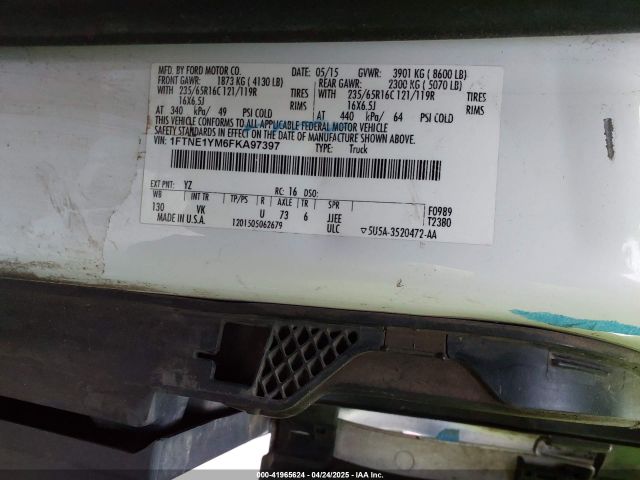 MFD. BY FORD MOTOR CO. DATE: 05/15 GVWR: 3901 KG ( 8600 LB)
FRONT GAWR: 1873 KG ( 4130 LB) REAR GAWR: 2300 KG ( 5070 LB)
WITH 235/65R16C 121/119R TIRES WITH 235/65R16C 121/119R TIRES
16X6.5J RIMS 16X6.5J RIMS
AT 340 kPa/ 49 PSI COLD AT 440 kPa/ 64 PSI COLD
THIS VEHICLE CONFORMS TO ALL APPLICABLE FEDERAL MOTOR VEHICLE
SAFETY STANDARDS IN EFFECT ON THE DATE OF MANUFACTURE SHOWN ABOVE.
VIN: 1FTNE1YM6FKA97397 TYPE: Truck
EXT PNT: YZ RC: 16 DSO:
WB INT TR TP/PS R AXLE TR SPR F0989
130 VK U 73 6 JJEE T2380
MADE IN U.S.A. 1201505062679 ULC ▽5U5A-3520472-AA
000-41965624 - 04/24/2025 - IAAI.com